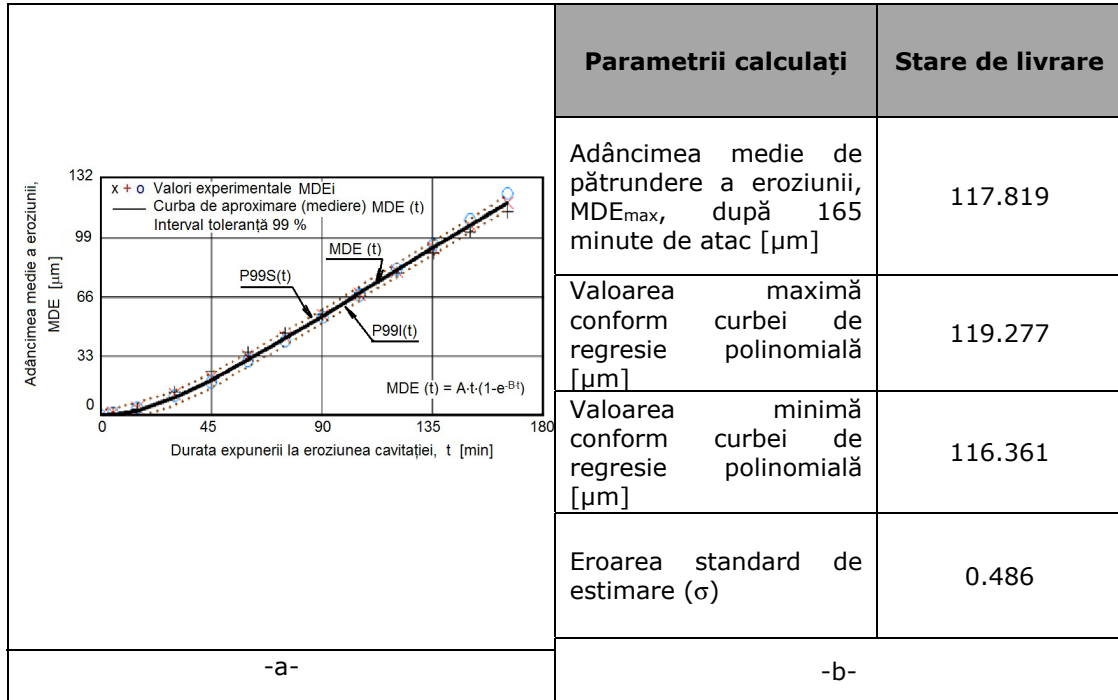 Adâncimea medie a eroziunii,
MDE [μm]
132
99
66
33
0
x + o Valori experimentale MDEi
Curba de aproximare (mediere) MDE (t)
Interval toleranță 99 %
MDE (t)
P99S(t)
P99I(t)
MDE (t) = A·t·(1-e-B·t)
0 45 90 135 180
Durata expunerii la eroziunea cavitației, t [min]
-a-
Parametrii calculați Stare de livrare
Adâncimea medie de
pătrundere a eroziunii,
MDEmax, după 165
minute de atac [μm]
117.819
Valoarea maximă
conform curbei de
regresie polinomială
[μm]
119.277
Valoarea minimă
conform curbei de
regresie polinomială
[μm]
116.361
Eroarea standard de
estimare (σ)
0.486
-b-